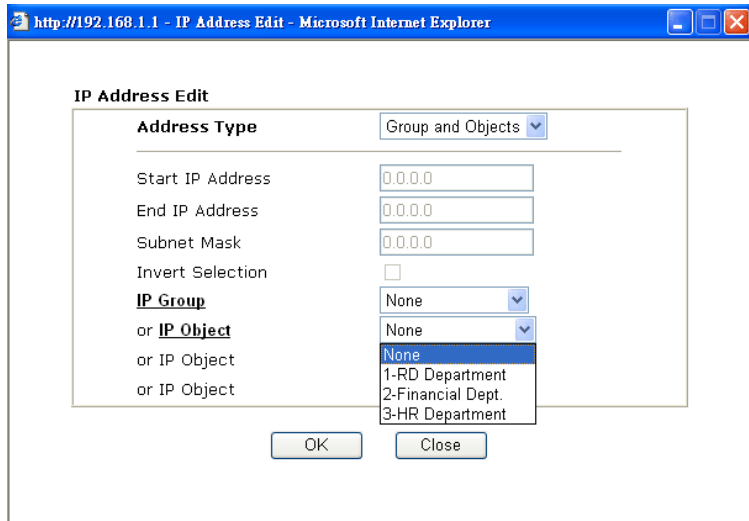 http://192.168.1.1 - IP Address Edit - Microsoft Internet Explorer
IP Address Edit
Address Type Group and Objects
Start IP Address 0.0.0.0
End IP Address 0.0.0.0
Subnet Mask 0.0.0.0
Invert Selection
IP Group None
or IP Object None
or IP Object
or IP Object
None
1-RD Department
2-Financial Dept.
3-HR Department
OK Close